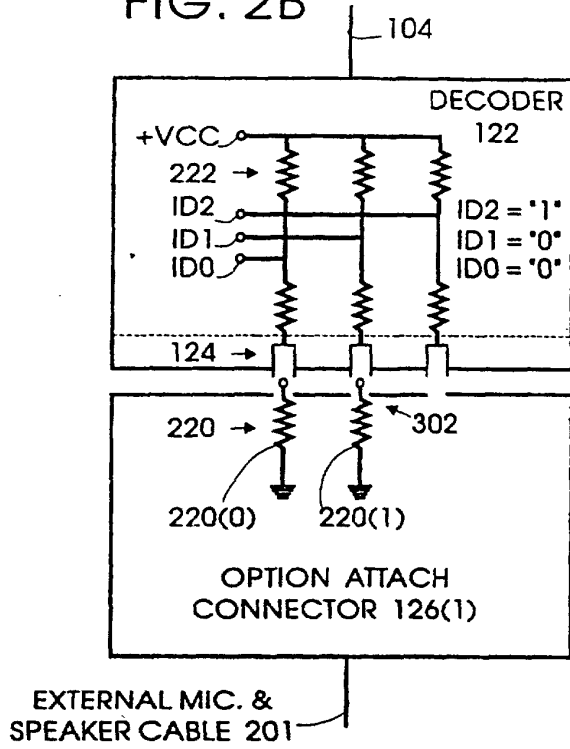 FIG. 2B
104
DECODER
122
+VCC
222
ID2
ID2 = "1"
ID1
ID1 = "0"
ID0
ID0 = "0"
124
220
302
220(0)
220(1)
OPTION ATTACH
CONNECTOR 126(1)
EXTERNAL MIC. &
SPEAKER CABLE 201